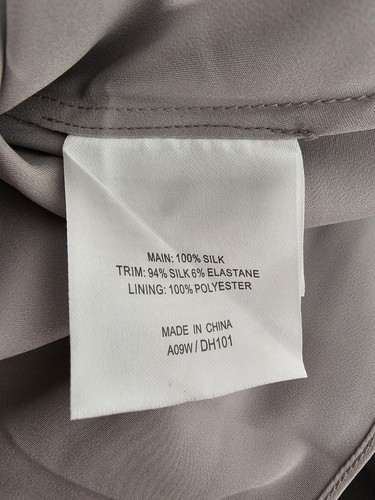 MAIN: 100% SILK
TRIM: 94% SILK 6% ELASTANE
LINING: 100% POLYESTER
MADE IN CHINA
A09W / DH101